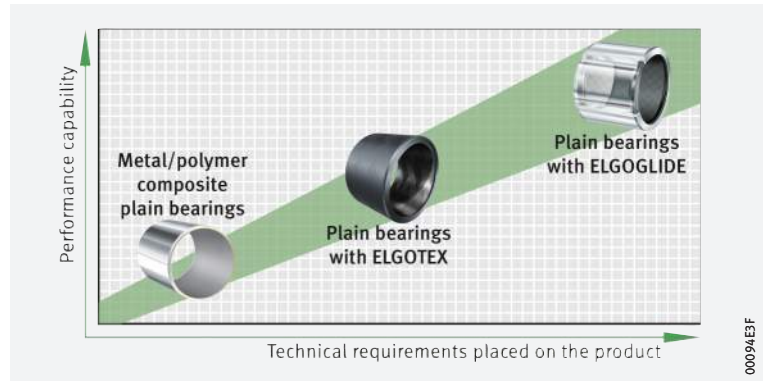 Performance capability
Metal/polymer
composite
plain bearings
Plain bearings
with ELGOTEX
Plain bearings
with ELGOGLIDE
Technical requirements placed on the product
00094E3F